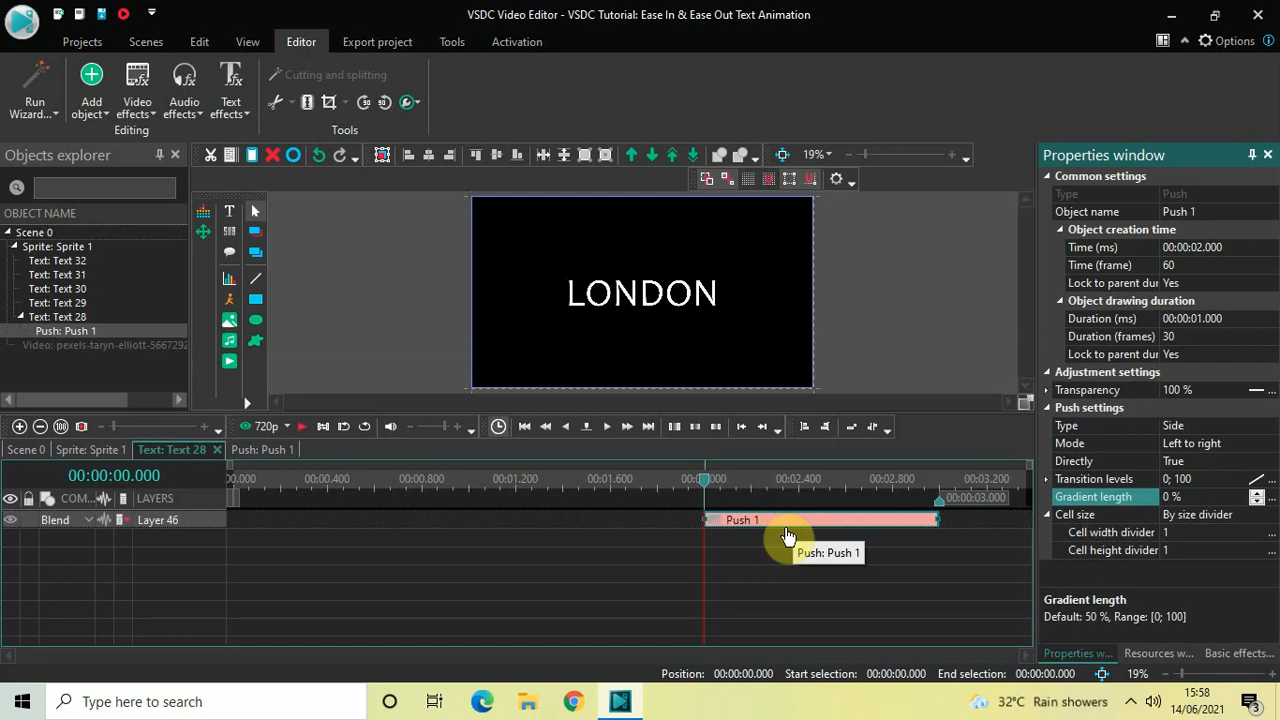 VSDC Video Editor - VSDC Tutorial: Ease In & Ease Out Text Animation
Projects Scenes Edit View Editor Export project Tools Activation Options
Run Wizard...
Add object
Video effects
Audio effects
Text effects
Cutting and splitting
Editing Tools
Objects explorer
OBJECT NAME
Scene 0
Sprite: Sprite 1
Text: Text 32
Text: Text 31
Text: Text 30
Text: Text 29
Text: Text 28
Push: Push 1
Video: pexels-taryn-elliott-5667292
19%
LONDON
Properties window
Common settings
Type Push
Object name Push 1
Object creation time
Time (ms) 00:00:02.000
Time (frame) 60
Lock to parent du Yes
Object drawing duration
Duration (ms) 00:00:01.000
Duration (frames) 30
Lock to parent du Yes
Adjustment settings
Transparency 100 %
Push settings
Type Side
Mode Left to right
Directly True
Transition levels 0; 100
Gradient length 0 %
Cell size By size divider
Cell width divider 1
Cell height divider 1
Gradient length
Default: 50 %, Range: [0; 100]
Properties w... Resources w... Basic effects...
720p
Scene 0 Sprite: Sprite 1 Text: Text 28 Push: Push 1
00:00:00.000
0.000 00:00.400 00:00.800 00:01.200 00:01.600 00:02.400 00:02.800 00:03.200
00:00:03.000
COM... LAYERS
Blend Layer 46
Push 1
Push: Push 1
Position: 00:00:00.000 Start selection: 00:00:00.000 End selection: 00:00:00.000 19%
Type here to search
32°C Rain showers
15:58
14/06/2021
3